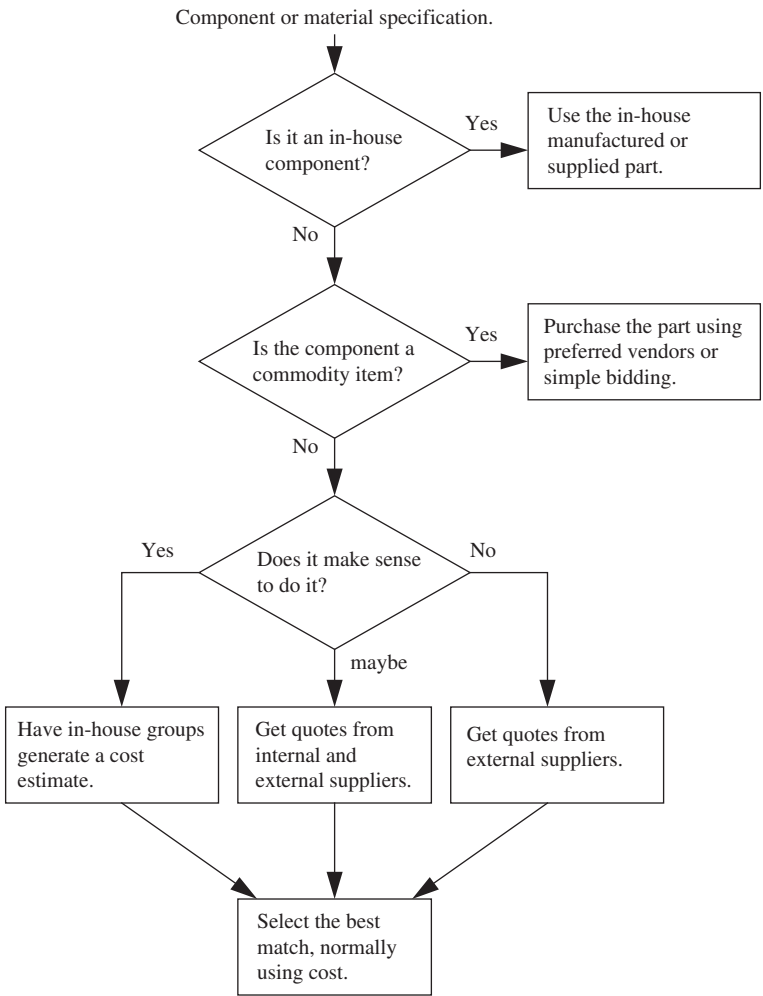 Component or material specification.
Is it an in-house
component?
Yes
Use the in-house
manufactured or
supplied part.
No
Is the component a
commodity item?
Yes
Purchase the part using
preferred vendors or
simple bidding.
No
Does it make sense
to do it?
Yes
No
maybe
Have in-house groups
generate a cost
estimate.
Get quotes from
internal and
external suppliers.
Get quotes from
external suppliers.
Select the best
match, normally
using cost.